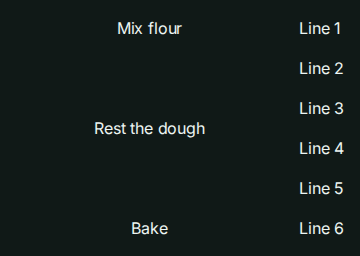 Mix flour Line 1
Line 2
Line 3
Rest the dough
Line 4
Line 5
Bake Line 6